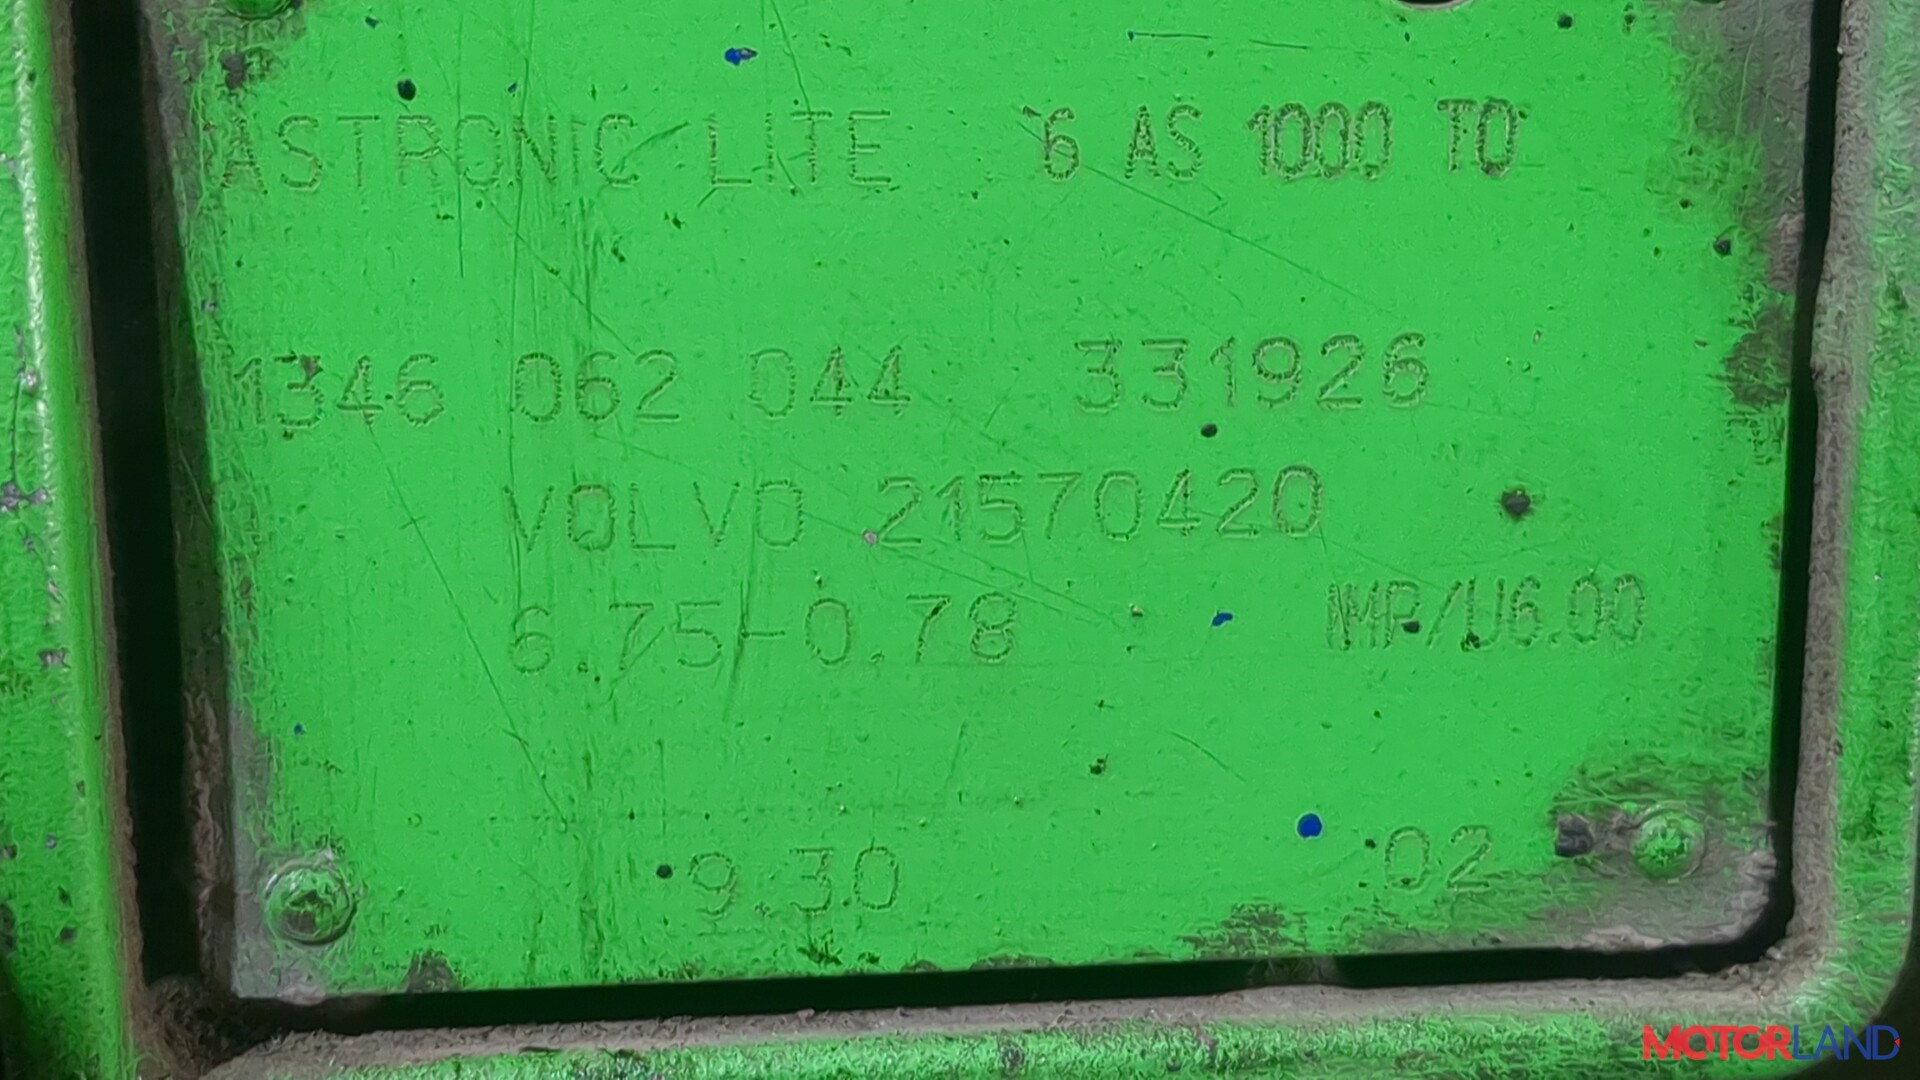 ASTRONIC LITE 6 AS 1000 TO
1346 062 044 331926
VOLVO 21570420
6.75-0.78 IMP/U6.00
9.30 02
MOTORLAND